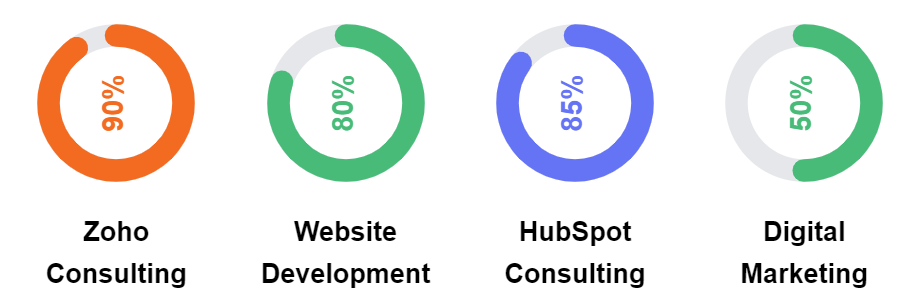 90%
80%
85%
50%
Zoho
Consulting
Website
Development
HubSpot
Consulting
Digital
Marketing